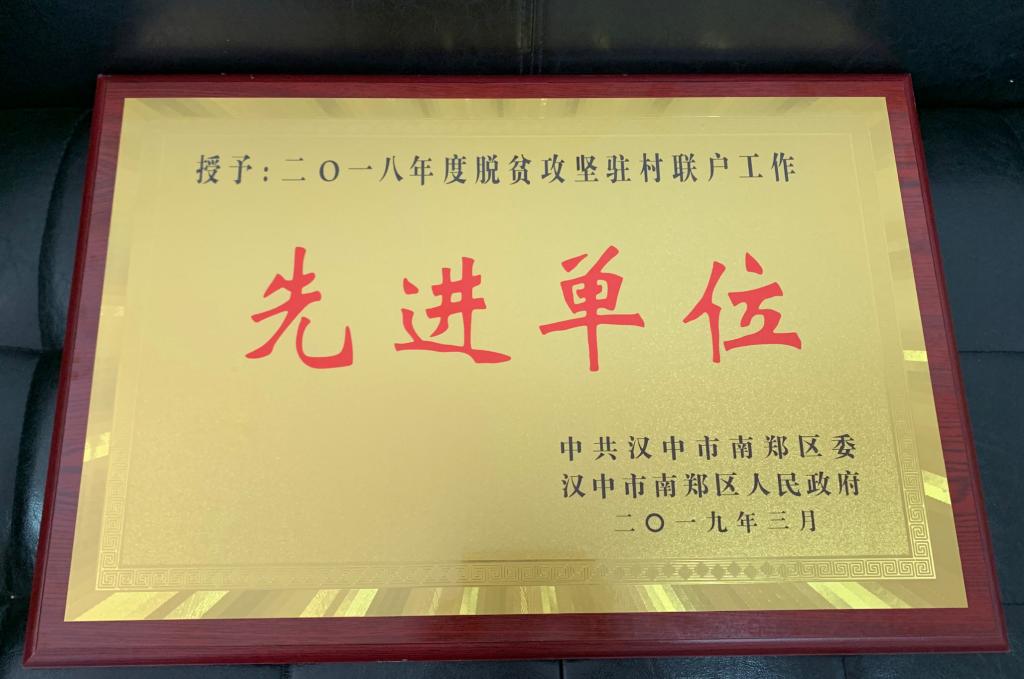 授予：二〇一八年度脱贫攻坚驻村联户工作
先进单位
中共汉中市南郑区委
汉中市南郑区人民政府
二〇一九年三月